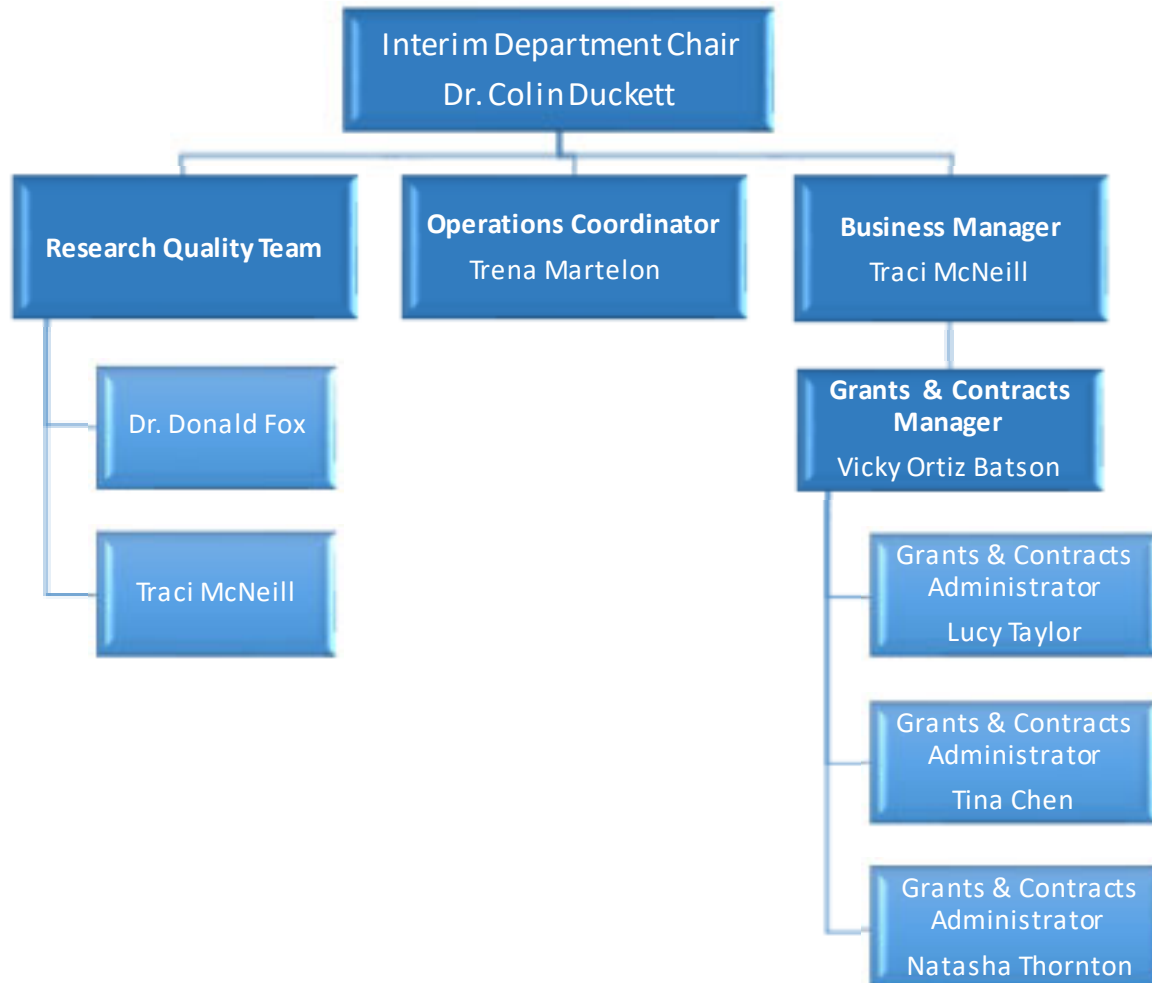 Interim Department Chair
Dr. Colin Duckett
Research Quality Team
Operations Coordinator
Trena Martelon
Business Manager
Traci McNeill
Dr. Donald Fox
Traci McNeill
Grants & Contracts
Manager
Vicky Ortiz Batson
Grants & Contracts
Administrator
Lucy Taylor
Grants & Contracts
Administrator
Tina Chen
Grants & Contracts
Administrator
Natasha Thornton